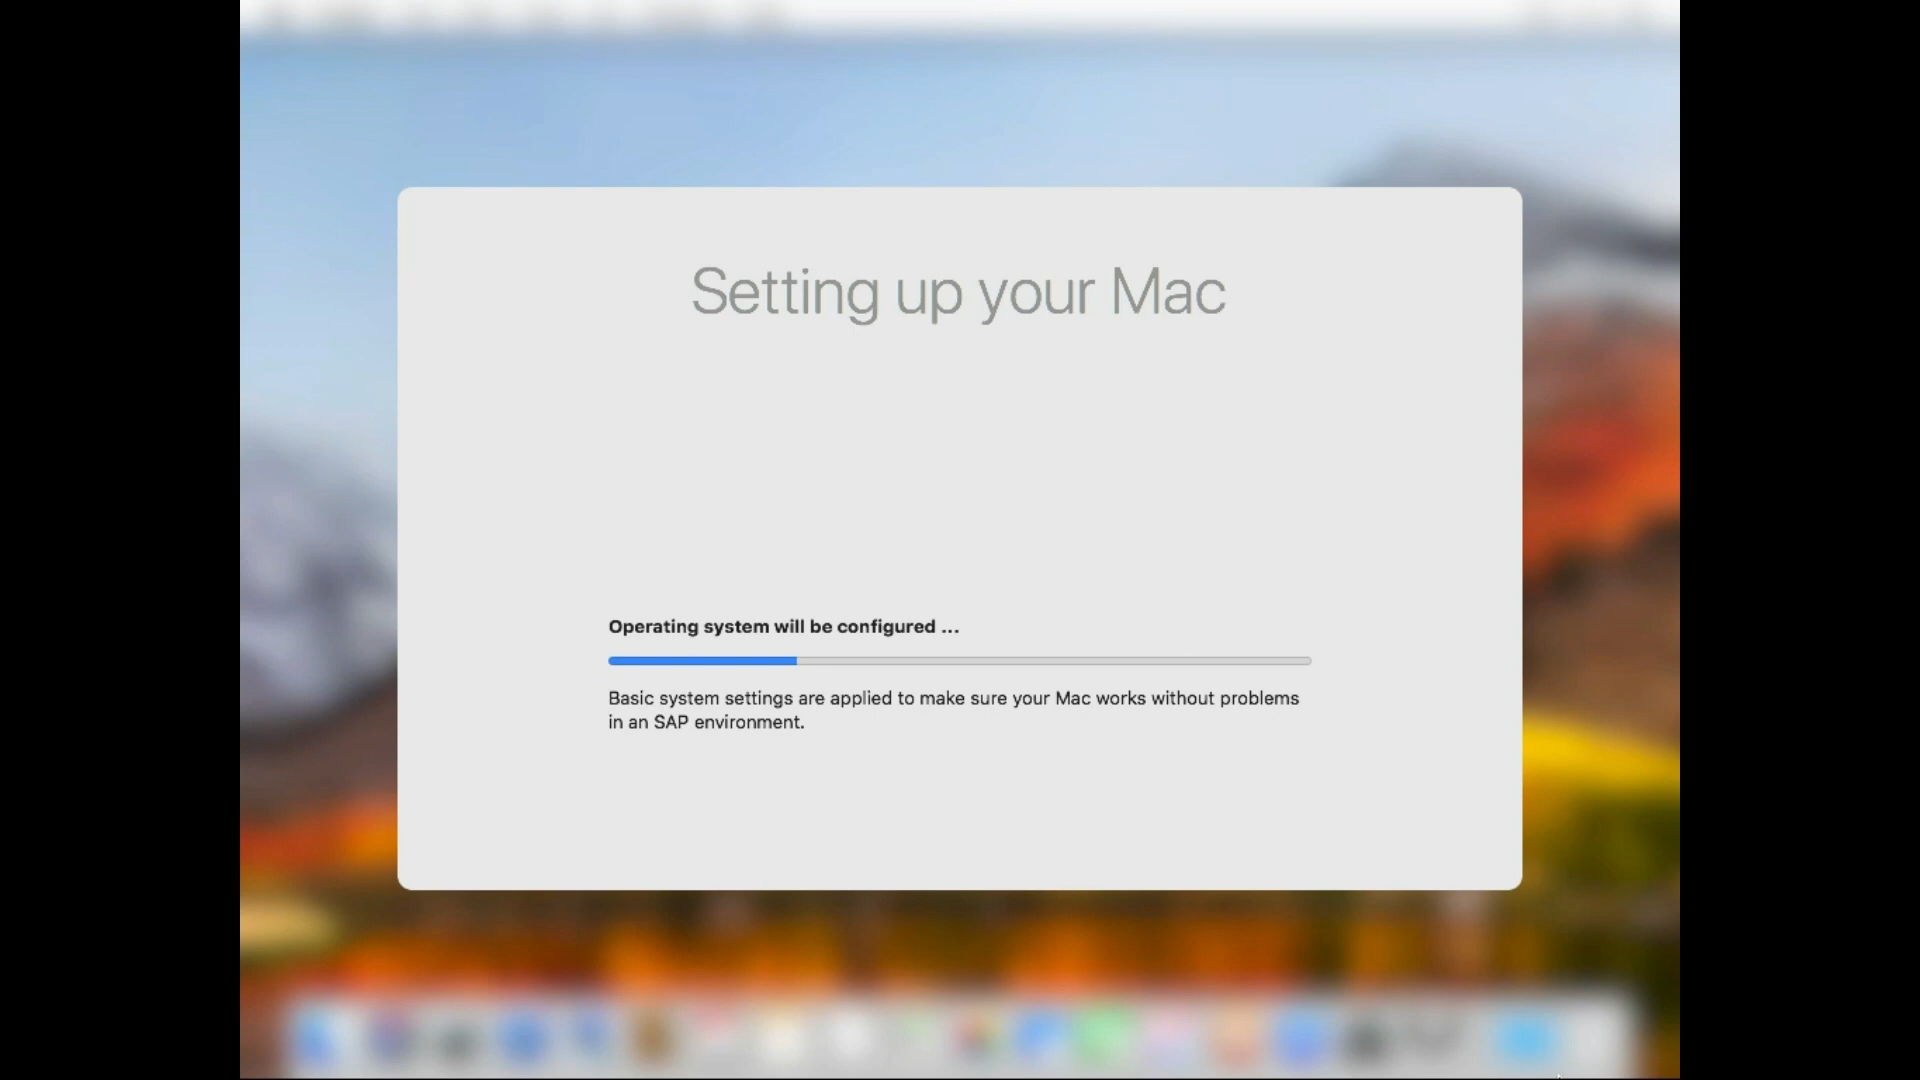 Setting up your Mac
Operating system will be configured ...
Basic system settings are applied to make sure your Mac works without problems
in an SAP environment.